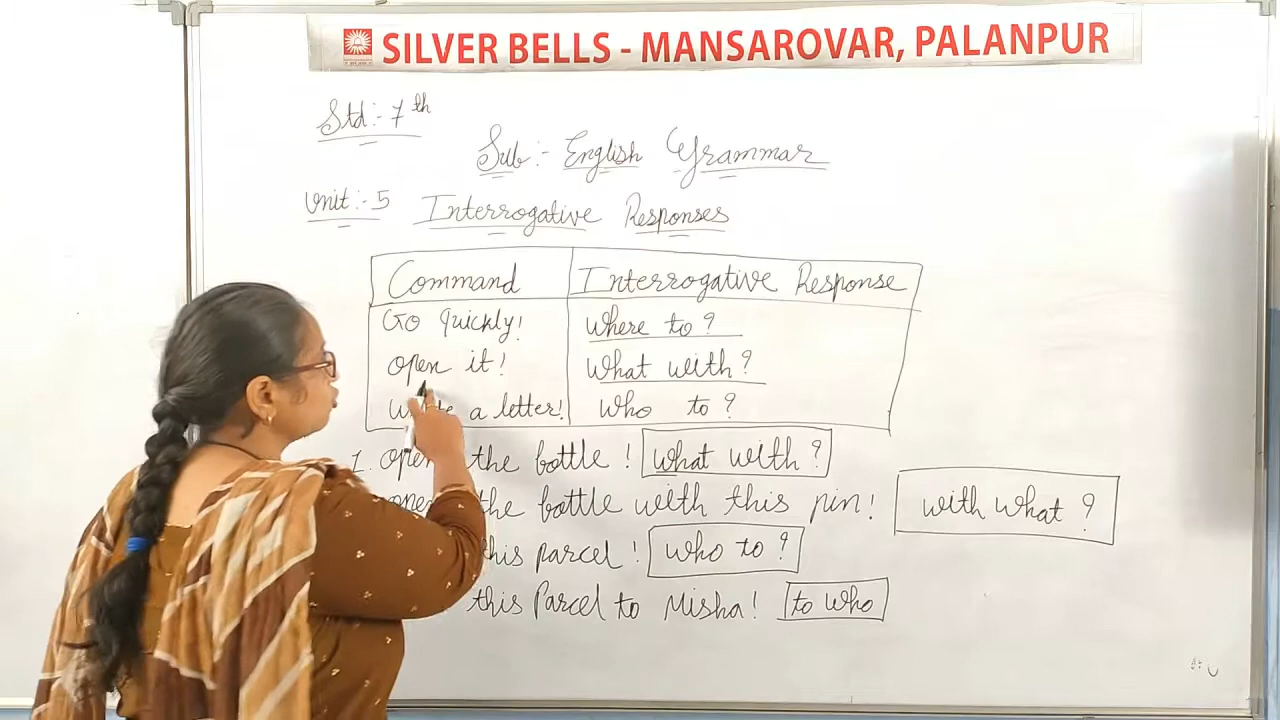 SILVER BELLS - MANSAROVAR, PALANPUR
Std:- 7th
Sub:- English Grammar
Unit:-5 Interrogative Responses
Command Interrogative Response
Go quickly! Where to?
open it! What with?
a letter! Who to?
1. open the bottle! what with?
the bottle with this pin! with what?
this parcel! who to?
this Parcel to Misha! to who